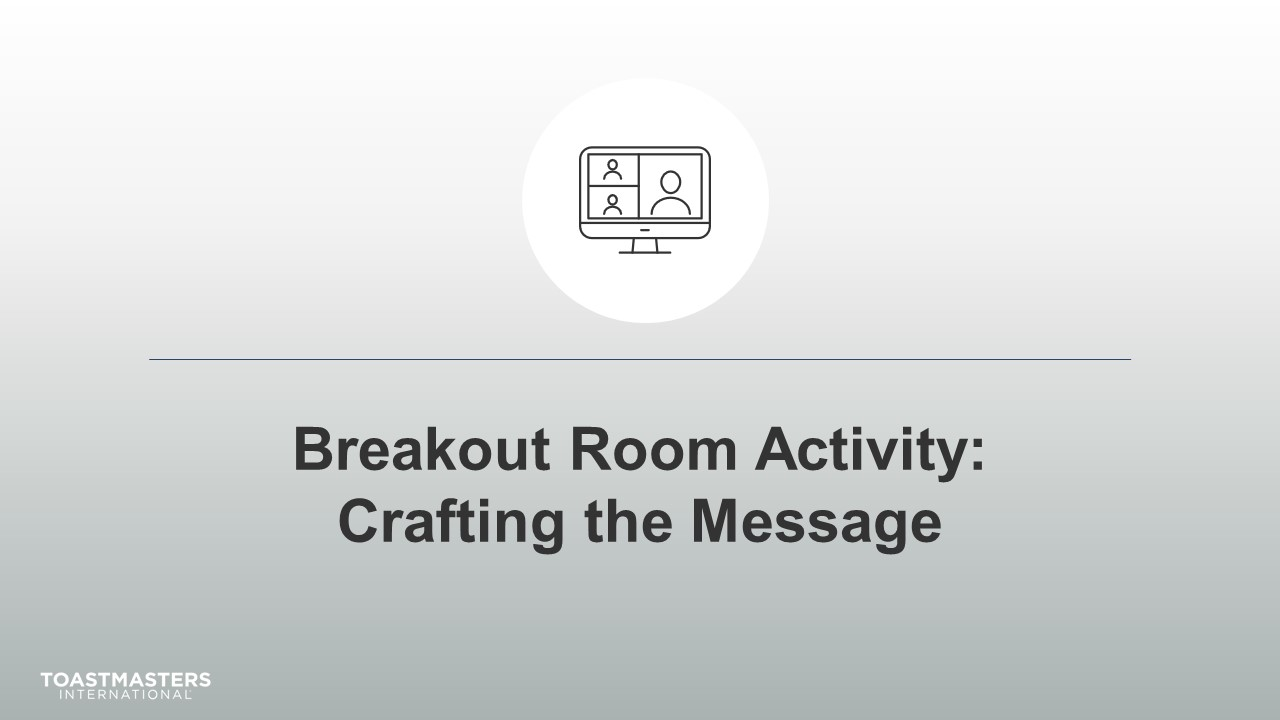 Breakout Room Activity:
Crafting the Message
TOASTMASTERS
INTERNATIONAL